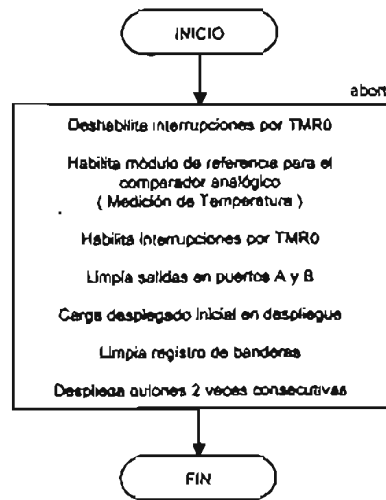 INICIO
abort
Deshabilita interrupciones por TMR0
Habilita módulo de referencia para el
comparador analógico
( Medición de Temperatura )
Habilita interrupciones por TMR0
Limpia salidas en puertos A y B
Carga desplegado inicial en despliegue
Limpia registro de banderas
Despliega guiones 2 veces consecutivas
FIN